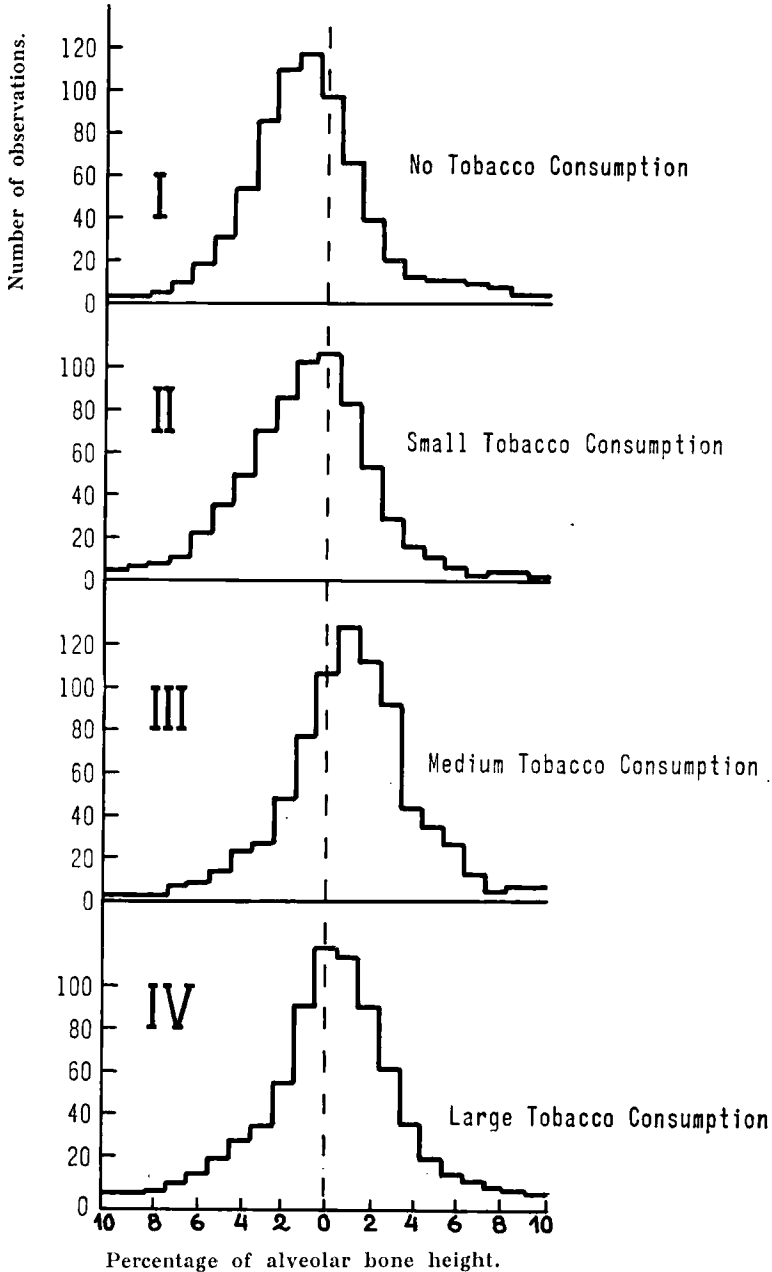 Number of observations.
120
100
80
60
40
20
0
I
No Tobacco Consumption
100
80
60
40
20
0
II
Small Tobacco Consumption
120
100
80
60
40
20
0
III
Medium Tobacco Consumption
100
80
60
40
20
0
IV
Large Tobacco Consumption
10 8 6 4 2 0 2 4 6 8 10
Percentage of alveolar bone height.